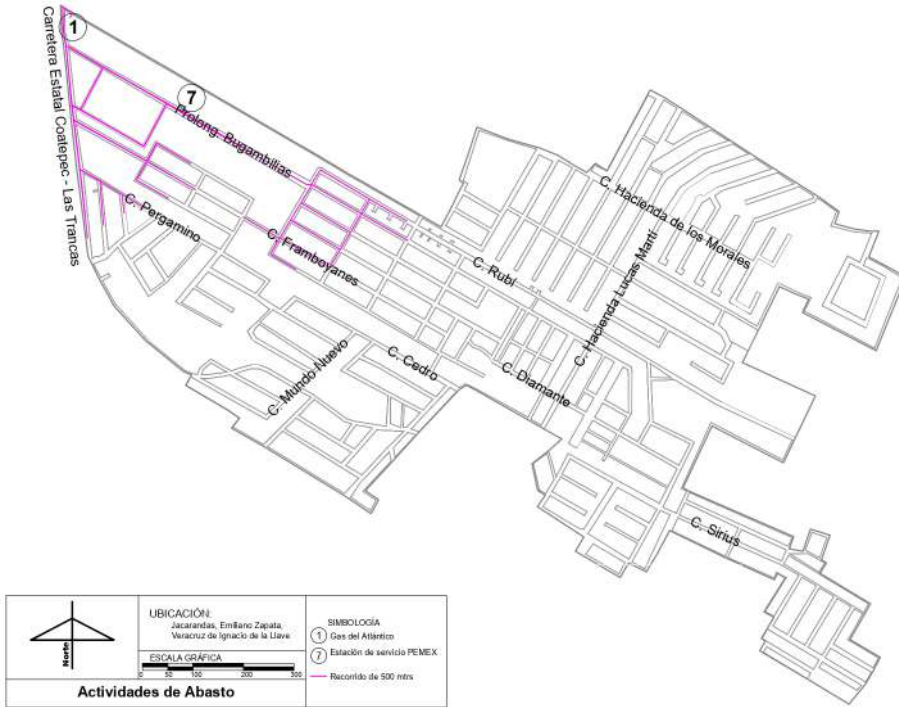 1
Carretera Estatal Coatepec - Las Trancas
7
Prolong. Bugambilias
C. Pergamino
C. Framboyanes
C. Hacienda de los Morales
C. Rubí
C. Hacienda Lucas Martí
C. Mundo Nuevo
C. Cedro
C. Diamante
C. Sirius
Norte
UBICACIÓN:
Jacarandas, Emiliano Zapata,
Veracruz de Ignacio de la Llave
ESCALA GRÁFICA
0 50 100 200 300
Actividades de Abasto
SIMBOLOGÍA
1 Gas del Atlántico
7 Estación de servicio PEMEX
Recorrido de 500 mtrs